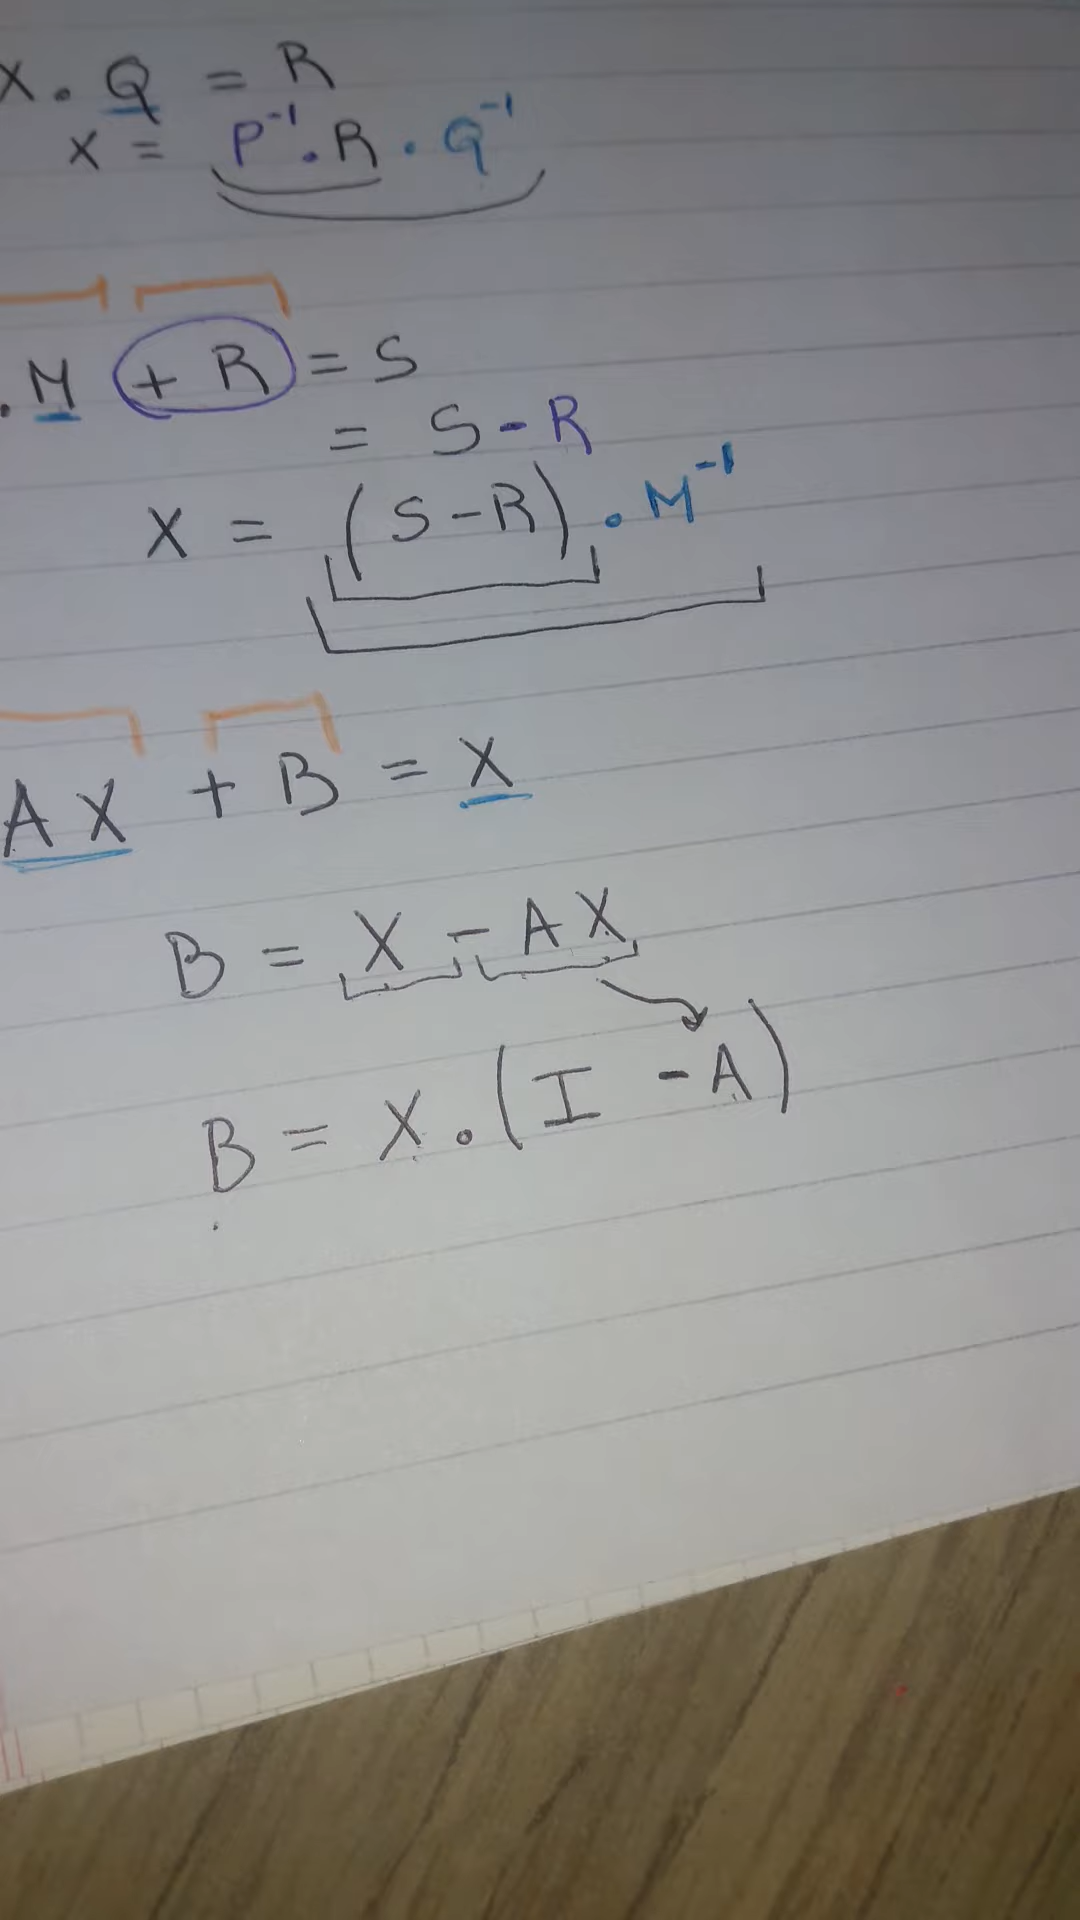 X . Q = R
X = P⁻¹ . R . Q⁻¹
. M + R = S
= S - R
X = (S - R) . M⁻¹
AX + B = X
B = X - AX
B = X . (I - A)